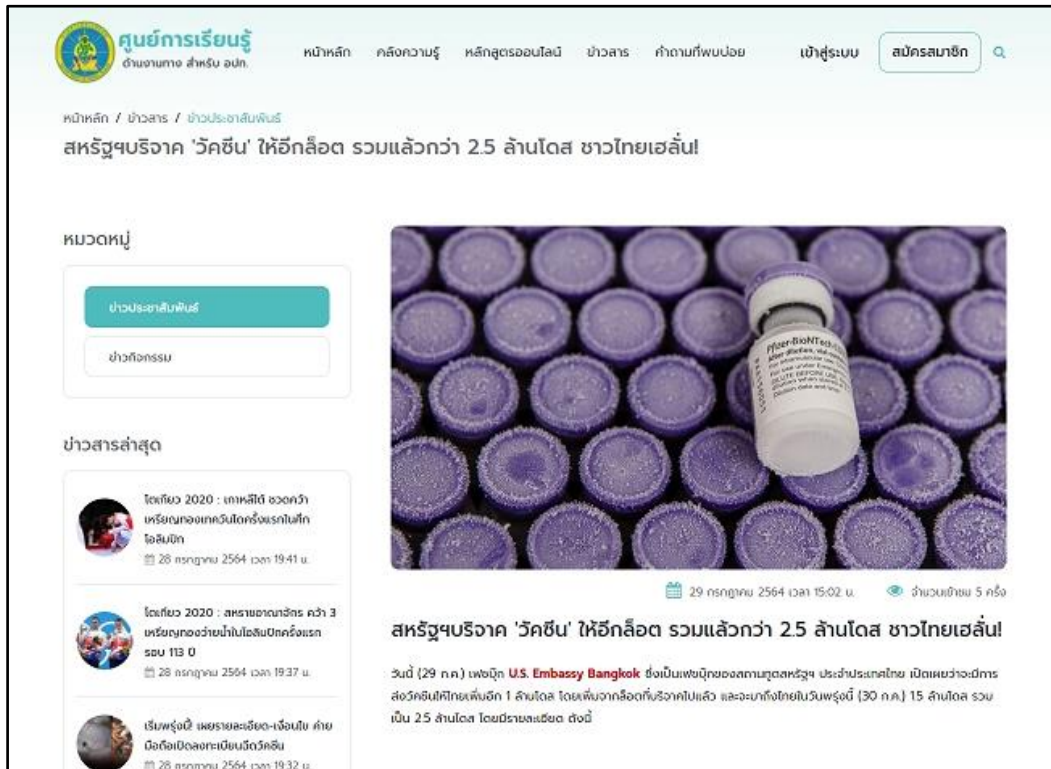 ศูนย์การเรียนรู้
ด้านงานทาง สำหรับ อปท.
หน้าหลัก คลังความรู้ หลักสูตรออนไลน์ ข่าวสาร คำถามที่พบบ่อย เข้าสู่ระบบ สมัครสมาชิก
หน้าหลัก / ข่าวสาร / ข่าวประชาสัมพันธ์
สหรัฐฯบริจาค 'วัคซีน' ให้อีกล็อต รวมแล้วกว่า 2.5 ล้านโดส ชาวไทยเฮลั่น!
หมวดหมู่
ข่าวประชาสัมพันธ์
ข่าวกิจกรรม
ข่าวสารล่าสุด
โตเกียว 2020 : เกาหลีใต้ ชวดคว้า
เหรียญทองเทควันโดครั้งแรกในศึก
โอลิมปิก
28 กรกฎาคม 2564 เวลา 19:41 น.
โตเกียว 2020 : สหราชอาณาจักร คว้า 3
เหรียญทองว่ายน้ำในโอลิมปิกครั้งแรก
รอบ 113 ปี
28 กรกฎาคม 2564 เวลา 19:37 น.
เริ่มพรุ่งนี้! เผยรายละเอียด-เงื่อนไข ค่าย
มือถือเปิดลงทะเบียนฉีดวัคซีน
28 กรกฎาคม 2564 เวลา 19:32 น.
Pfizer-BioNTech
After dilution, vial
For intramuscular use
For use under Emergency
DILUTE BEFORE USE
29 กรกฎาคม 2564 เวลา 15:02 น. จำนวนเข้าชม 5 ครั้ง
สหรัฐฯบริจาค 'วัคซีน' ให้อีกล็อต รวมแล้วกว่า 2.5 ล้านโดส ชาวไทยเฮลั่น!
วันนี้ (29 ก.ค.) เฟซบุ๊ก U.S. Embassy Bangkok ซึ่งเป็นเฟซบุ๊กของสถานทูตสหรัฐฯ ประจำประเทศไทย เปิดเผยว่าจะมีการ
ส่งวัคซีนให้ไทยเพิ่มอีก 1 ล้านโดส โดยเพิ่มจากล็อตที่บริจาคไปแล้ว และจะมาถึงไทยในวันพรุ่งนี้ (30 ก.ค.) 1.5 ล้านโดส รวม
เป็น 2.5 ล้านโดส โดยมีรายละเอียด ดังนี้